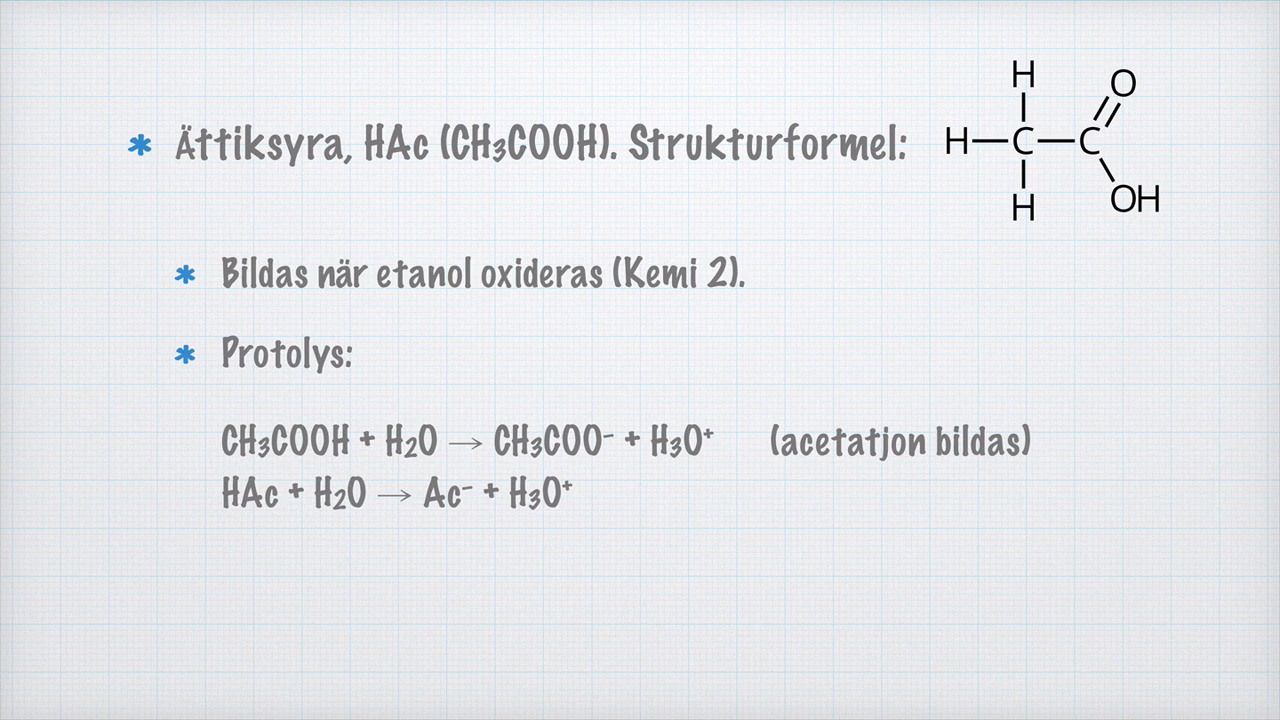 * Ättiksyra, HAc (CH₃COOH). Strukturformel:
H
O
H—C—C
H
OH
* Bildas när etanol oxideras (Kemi 2).
* Protolys:
CH₃COOH + H₂O → CH₃COO⁻ + H₃O⁺ (acetatjon bildas)
HAc + H₂O → Ac⁻ + H₃O⁺